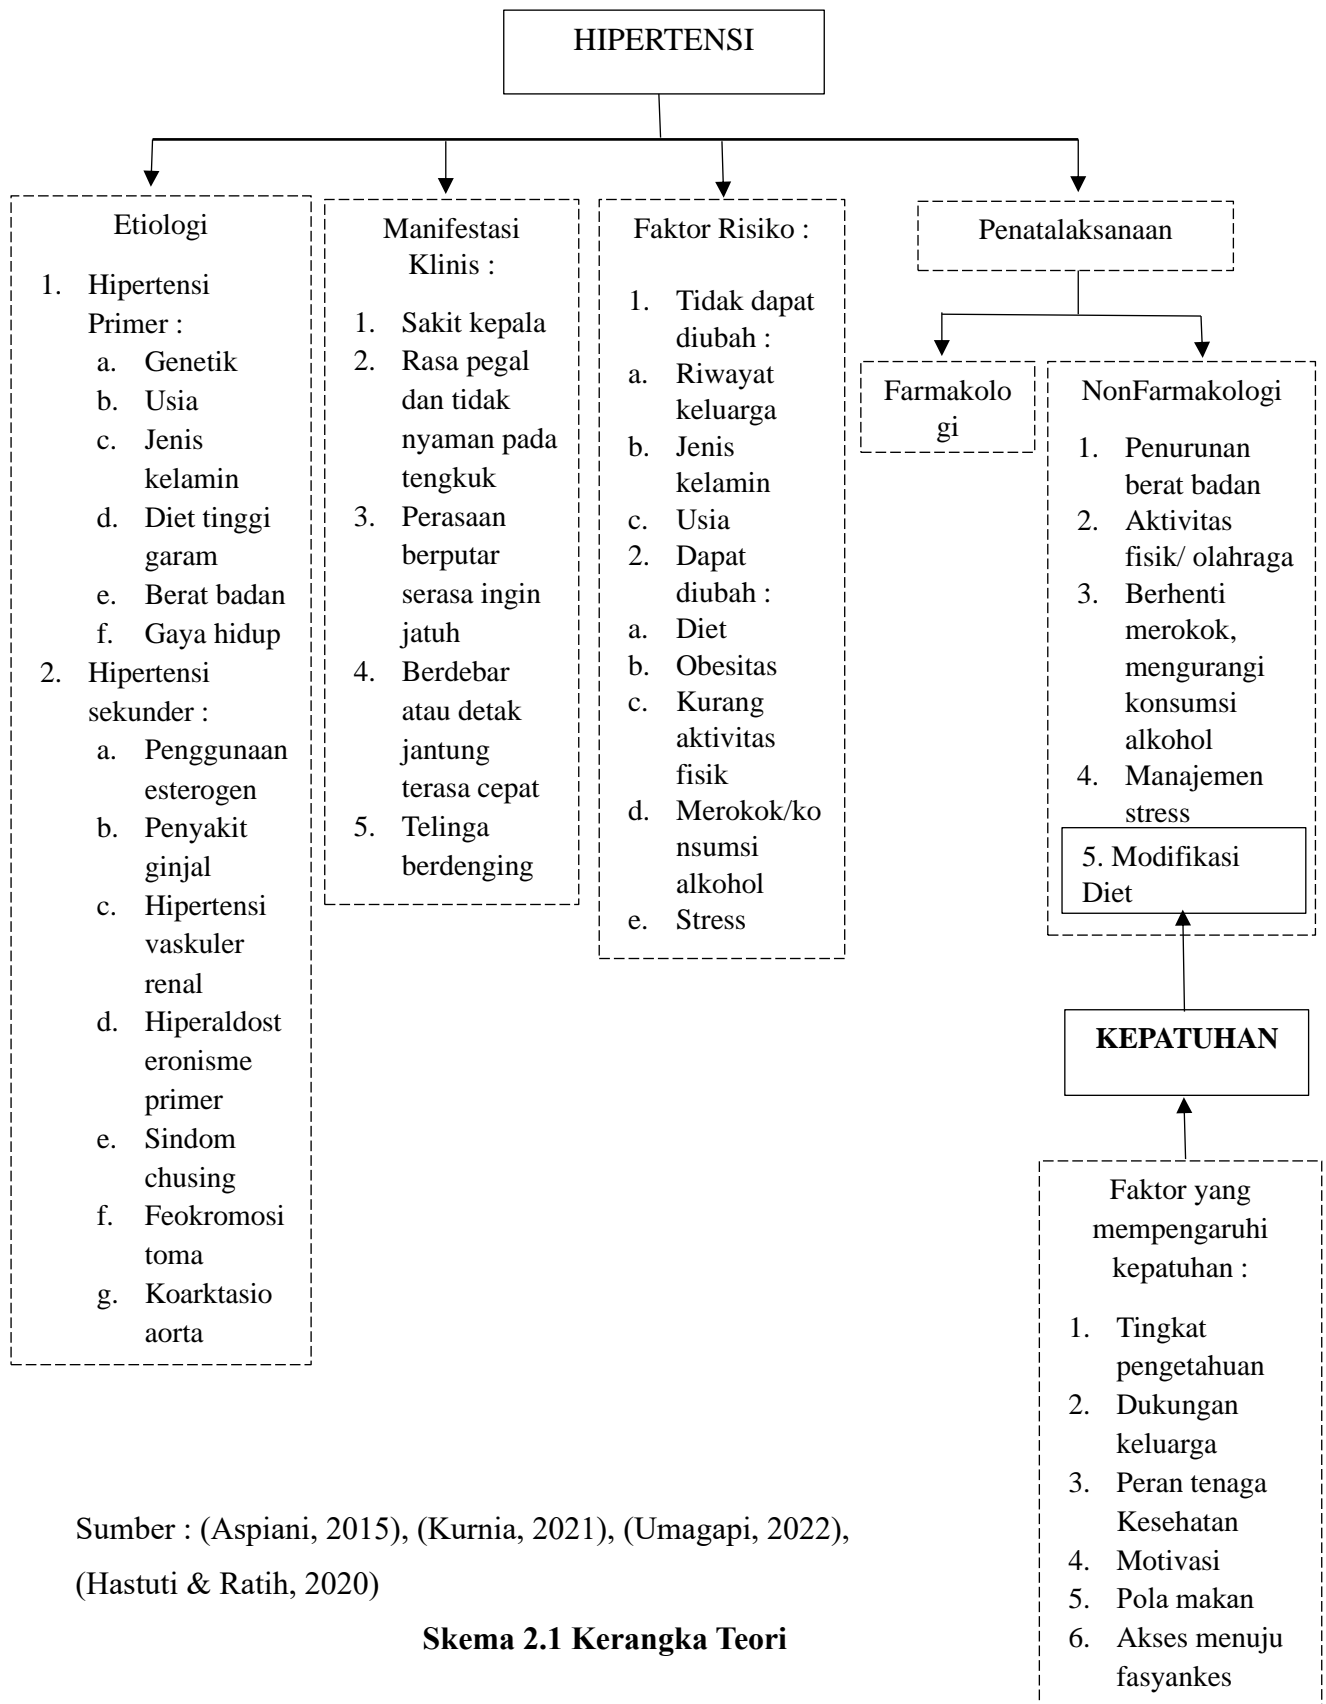 HIPERTENSI
Etiologi
1. Hipertensi
Primer :
a. Genetik
b. Usia
c. Jenis
kelamin
d. Diet tinggi
garam
e. Berat badan
f. Gaya hidup
2. Hipertensi
sekunder :
a. Penggunaan
esterogen
b. Penyakit
ginjal
c. Hipertensi
vaskuler
renal
d. Hiperaldost
eronisme
primer
e. Sindom
chusing
f. Feokromosi
toma
g. Koarktasio
aorta
Manifestasi
Klinis :
1. Sakit kepala
2. Rasa pegal
dan tidak
nyaman pada
tengkuk
3. Perasaan
berputar
serasa ingin
jatuh
4. Berdebar
atau detak
jantung
terasa cepat
5. Telinga
berdenging
Faktor Risiko :
1. Tidak dapat
diubah :
a. Riwayat
keluarga
b. Jenis
kelamin
c. Usia
2. Dapat
diubah :
a. Diet
b. Obesitas
c. Kurang
aktivitas
fisik
d. Merokok/ko
nsumsi
alkohol
e. Stress
Penatalaksanaan
Farmakolo
gi
NonFarmakologi
1. Penurunan
berat badan
2. Aktivitas
fisik/ olahraga
3. Berhenti
merokok,
mengurangi
konsumsi
alkohol
4. Manajemen
stress
5. Modifikasi
Diet
KEPATUHAN
Faktor yang
mempengaruhi
kepatuhan :
1. Tingkat
pengetahuan
2. Dukungan
keluarga
3. Peran tenaga
Kesehatan
4. Motivasi
5. Pola makan
6. Akses menuju
fasyankes
Sumber : (Aspiani, 2015), (Kurnia, 2021), (Umagapi, 2022),
(Hastuti & Ratih, 2020)
Skema 2.1 Kerangka Teori